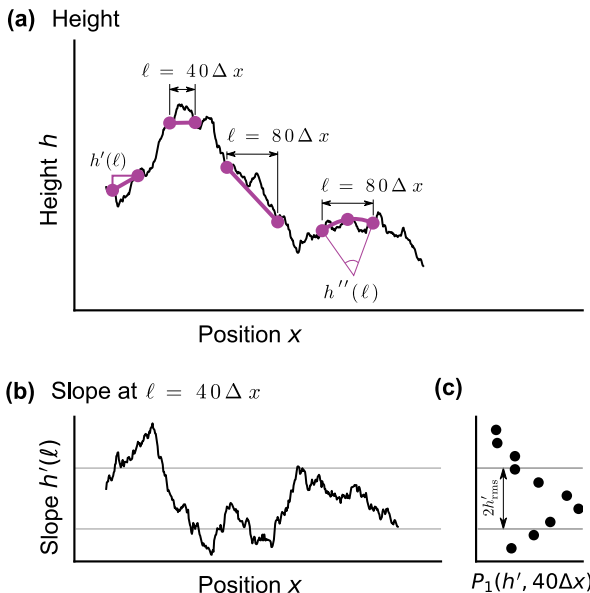 (a) Height
ℓ = 40Δx
ℓ = 80Δx
h′(ℓ)
ℓ = 80Δx
h′′(ℓ)
Height h
Position x
(b) Slope at ℓ = 40Δx
Slope h′(ℓ)
Position x
(c)
2h′rms
P₁(h′, 40Δx)